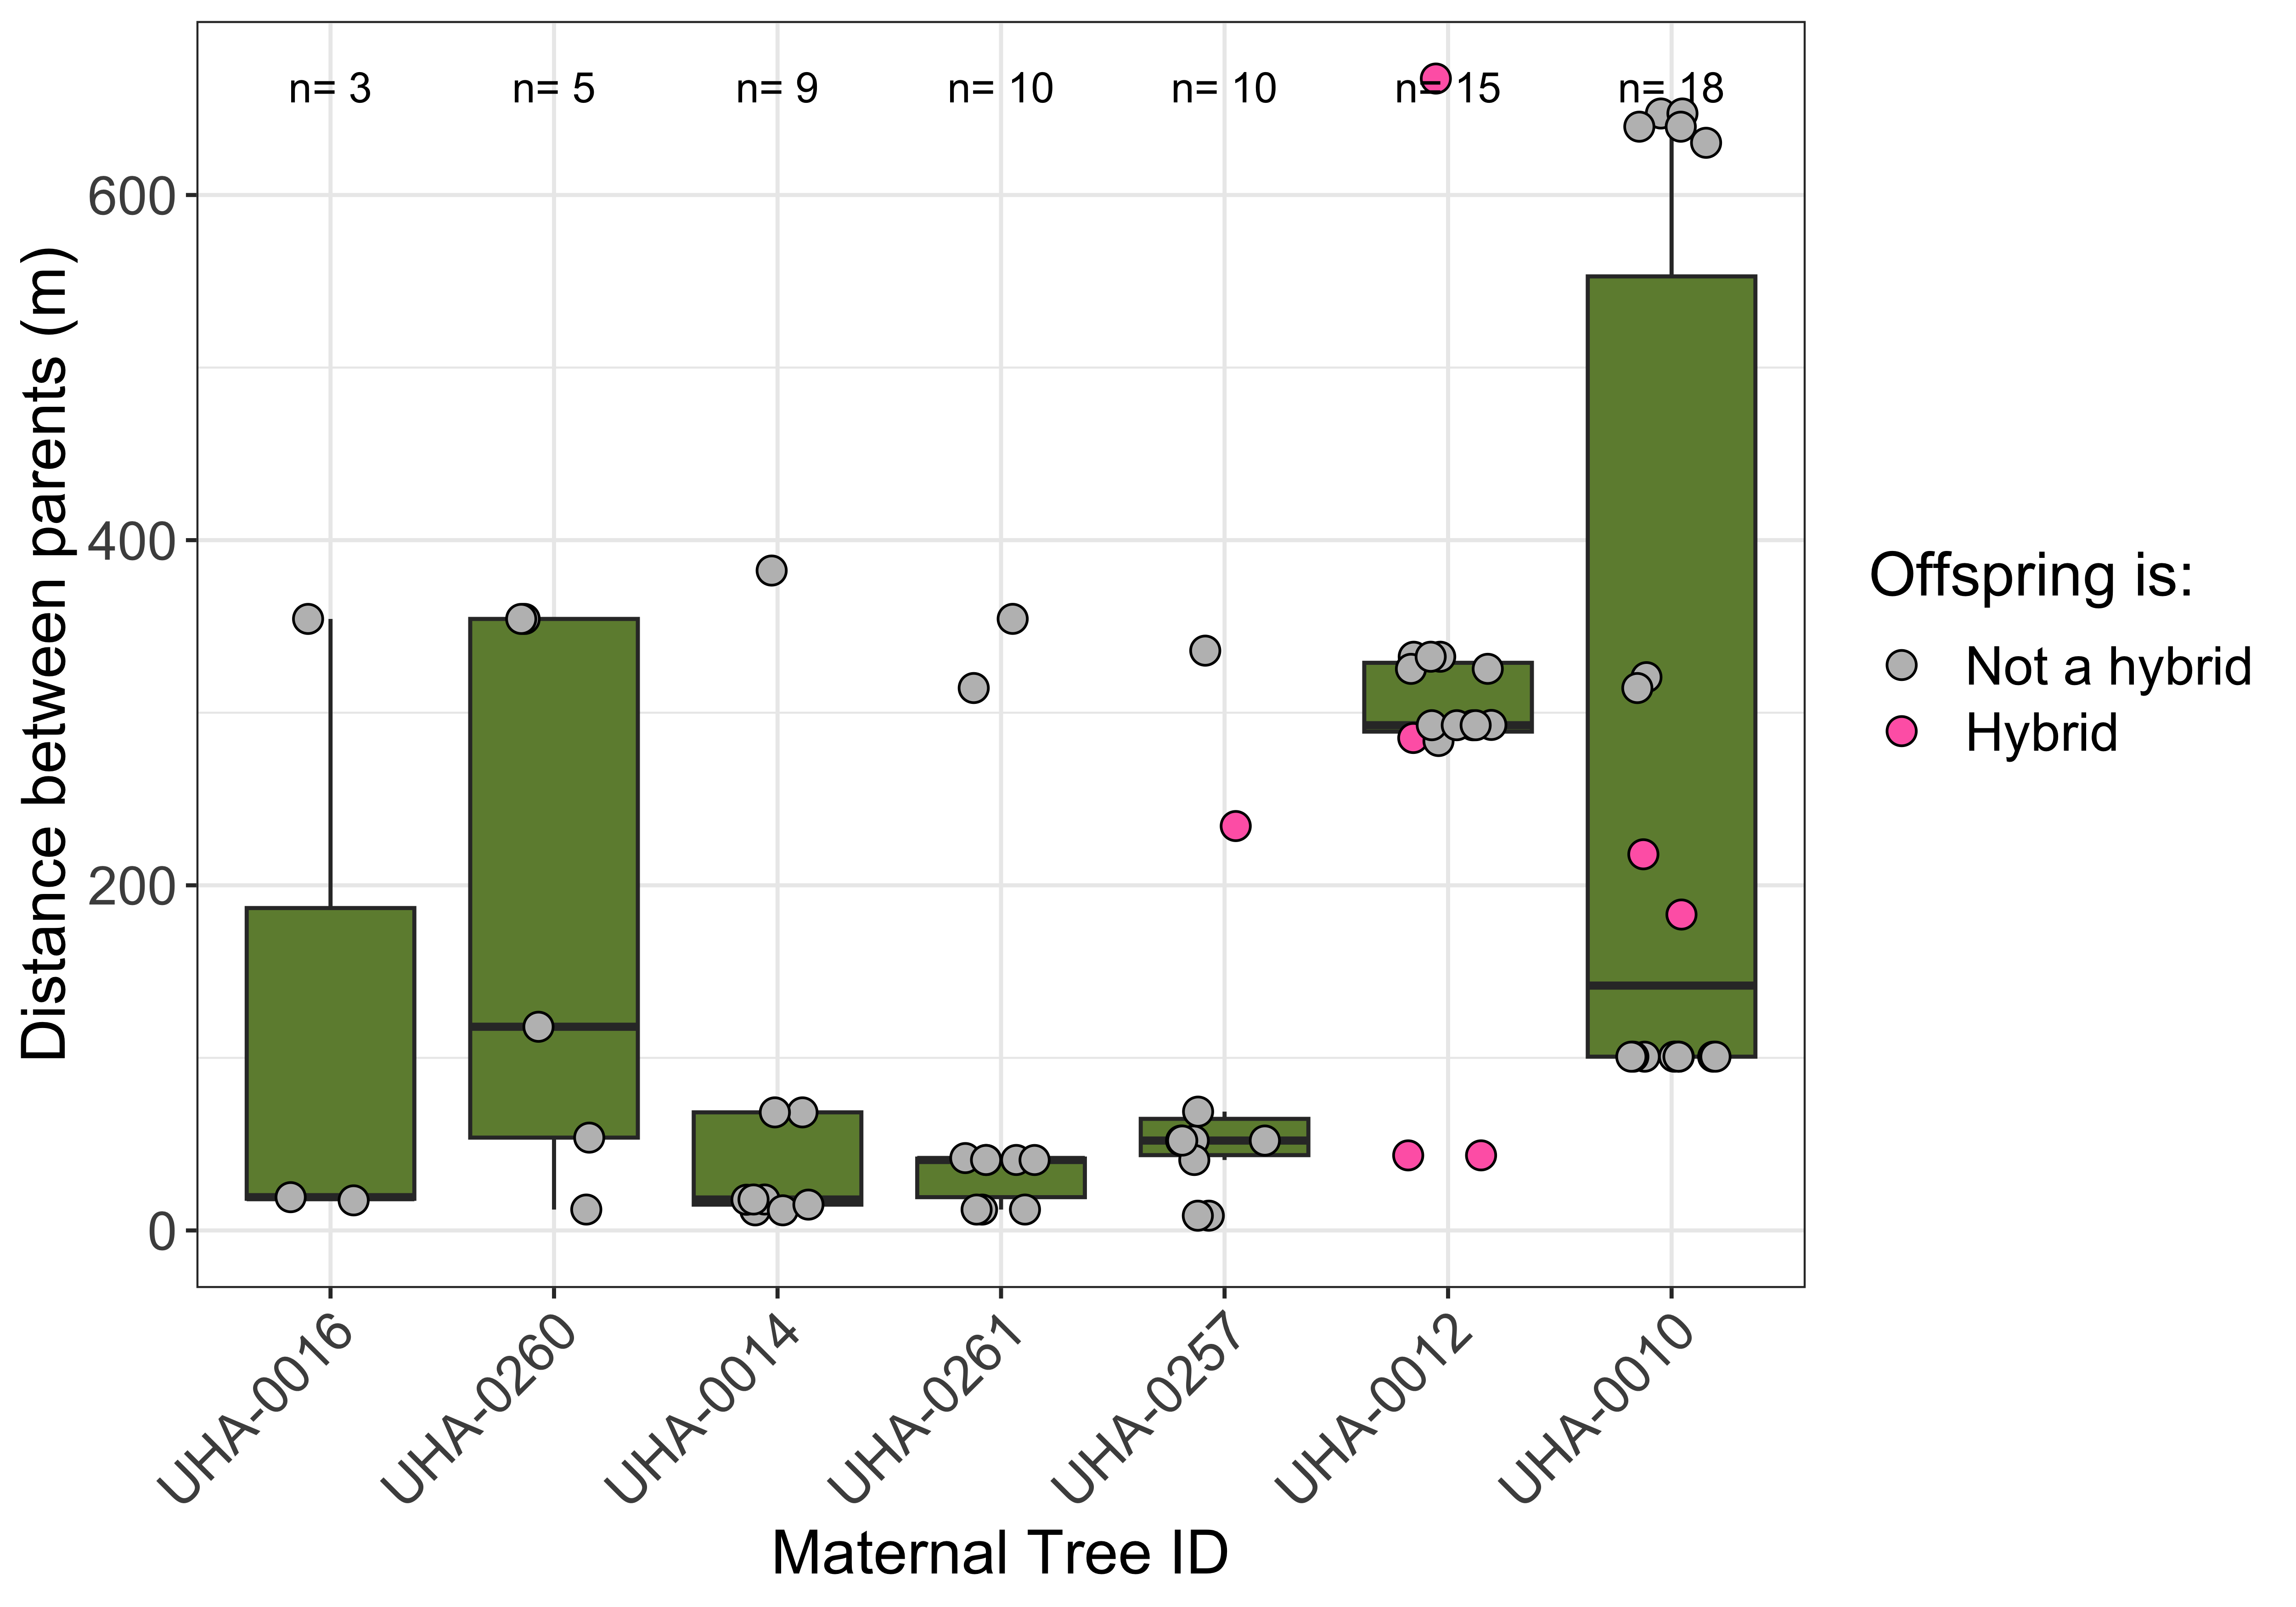 n= 3 n= 5 n= 9 n= 10 n= 10 n= 15 n= 18
600
400
200
0
Distance between parents (m)
UHA-0016 UHA-0260 UHA-0014 UHA-0261 UHA-0257 UHA-0012 UHA-0010
Maternal Tree ID
Offspring is:
Not a hybrid
Hybrid